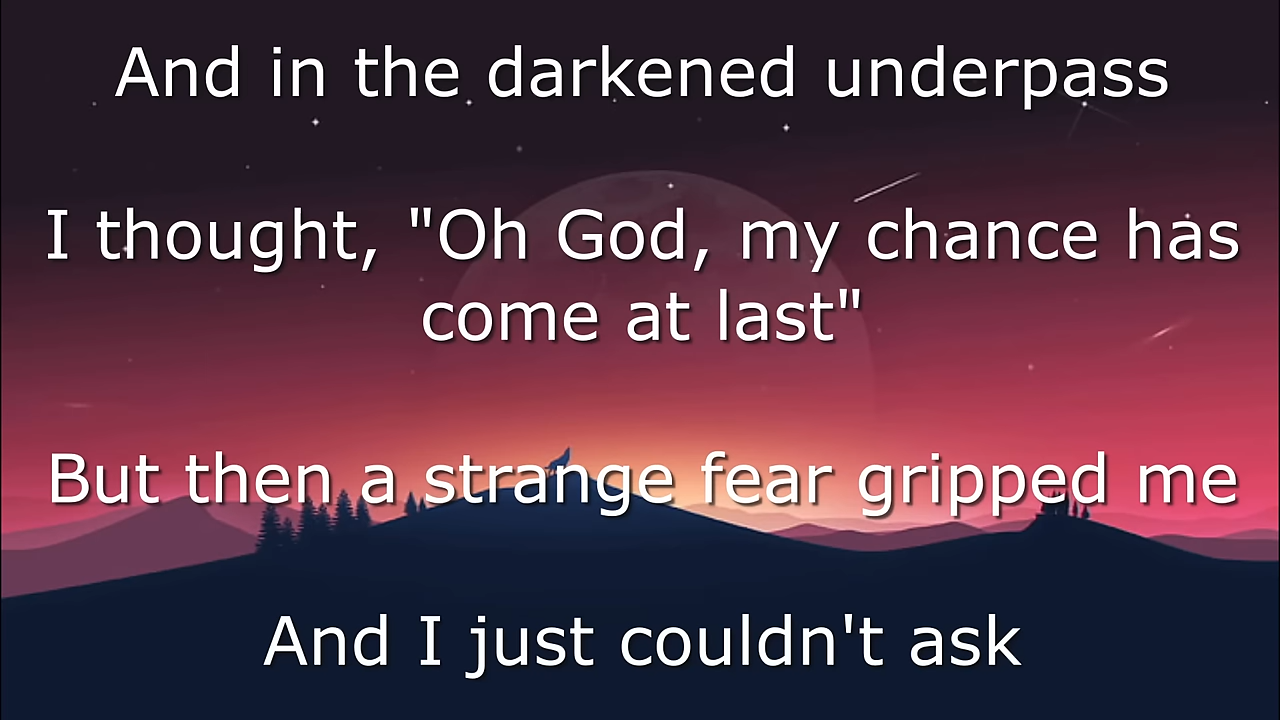 And in the darkened underpass
I thought, "Oh God, my chance has
come at last"
But then a strange fear gripped me
And I just couldn't ask